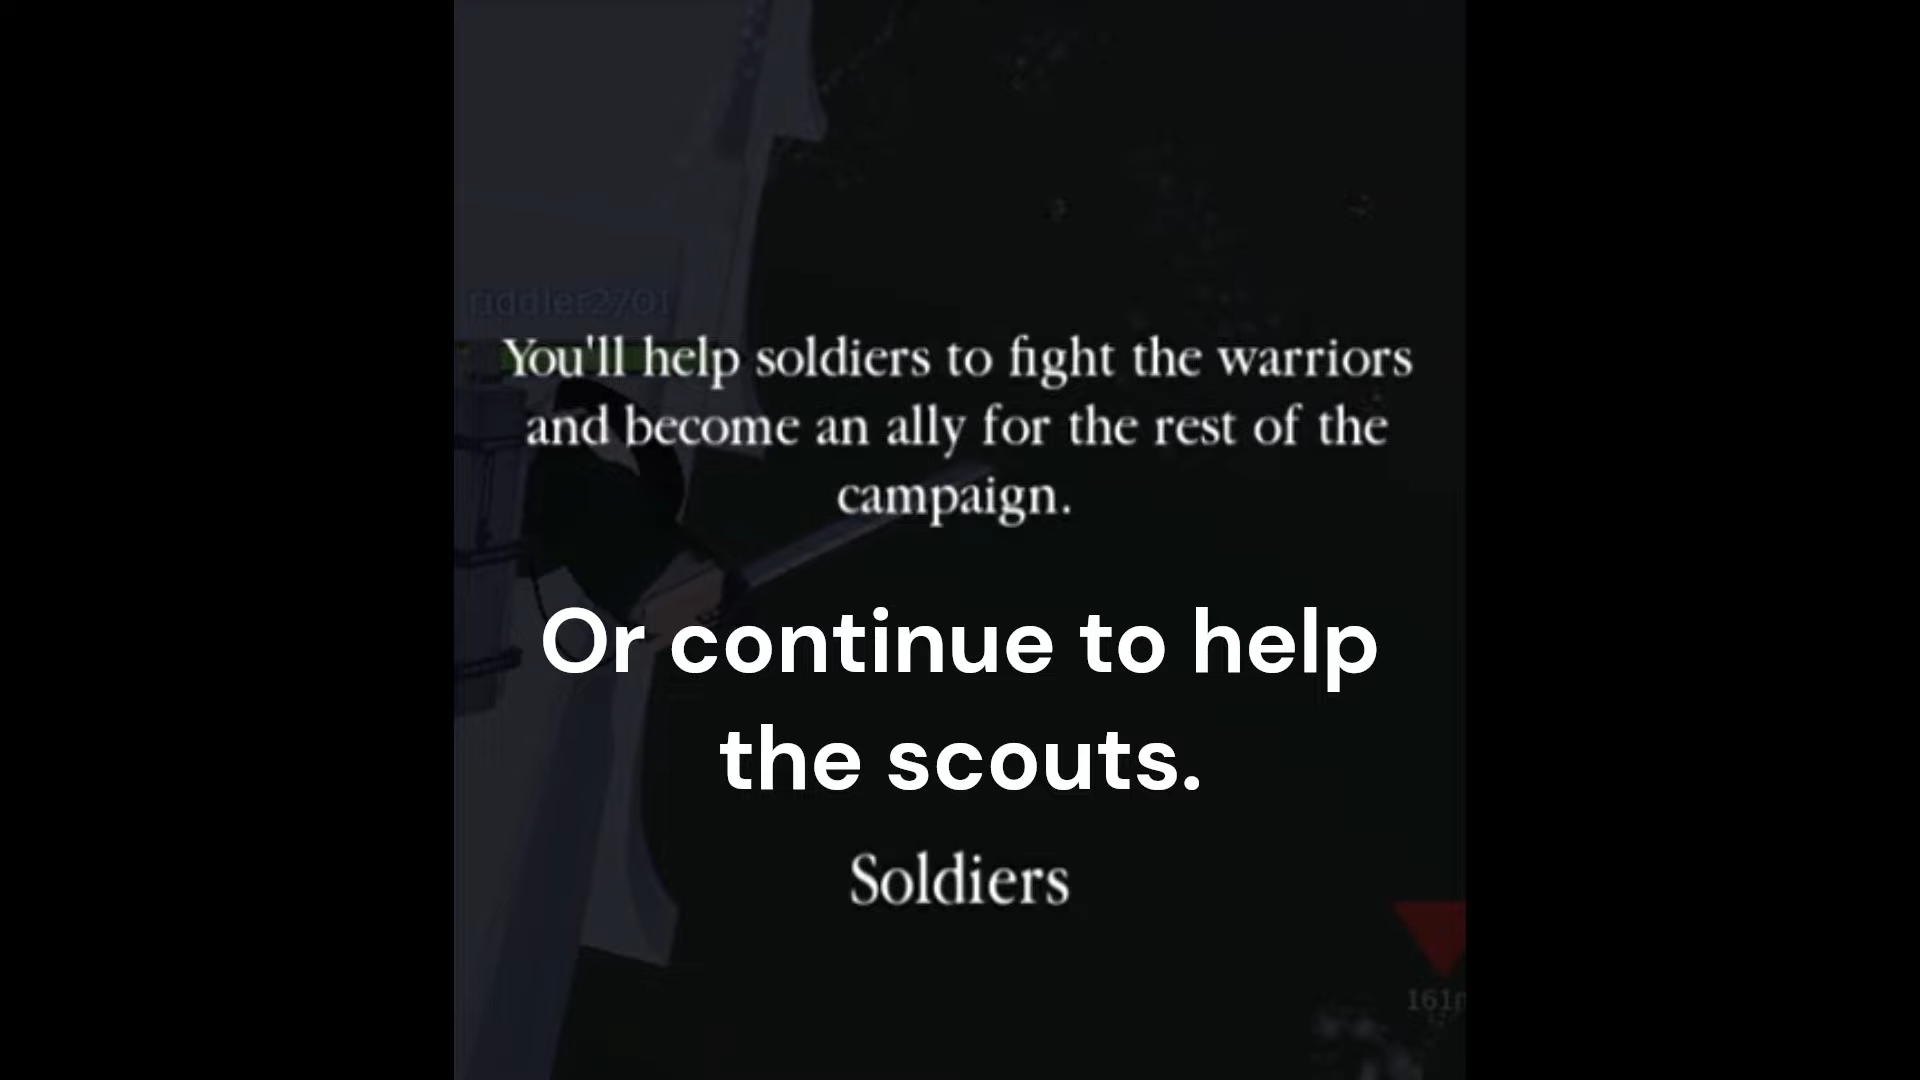 riddler2701
You'll help soldiers to fight the warriors
and become an ally for the rest of the
campaign.
Or continue to help
the scouts.
Soldiers